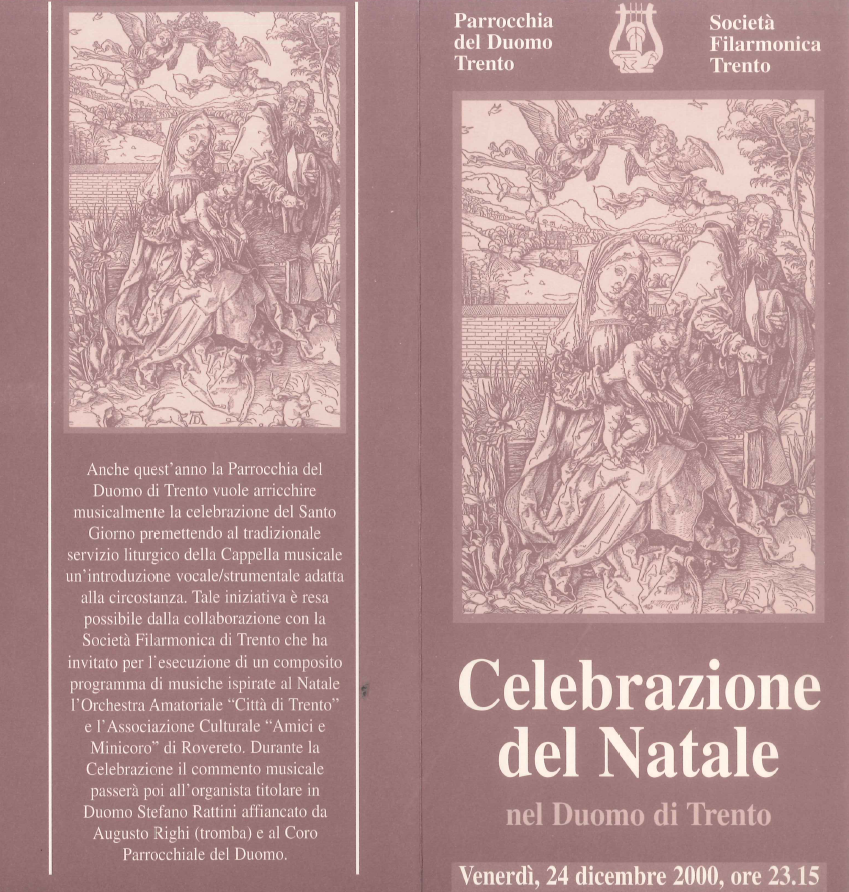 Anche quest'anno la Parrocchia del
Duomo di Trento vuole arricchire
musicalmente la celebrazione del Santo
Giorno premettendo al tradizionale
servizio liturgico della Cappella musicale
un'introduzione vocale/strumentale adatta
alla circostanza. Tale iniziativa è resa
possibile dalla collaborazione con la
Società Filarmonica di Trento che ha
invitato per l'esecuzione di un composito
programma di musiche ispirate al Natale
l'Orchestra Amatoriale “Città di Trento”
e l'Associazione Culturale “Amici e
Minicoro” di Rovereto. Durante la
Celebrazione il commento musicale
passerà poi all'organista titolare in
Duomo Stefano Rattini affiancato da
Augusto Righi (tromba) e al Coro
Parrocchiale del Duomo.
Parrocchia
del Duomo
Trento
Società
Filarmonica
Trento
Celebrazione
del Natale
nel Duomo di Trento
Venerdì, 24 dicembre 2000, ore 23.15